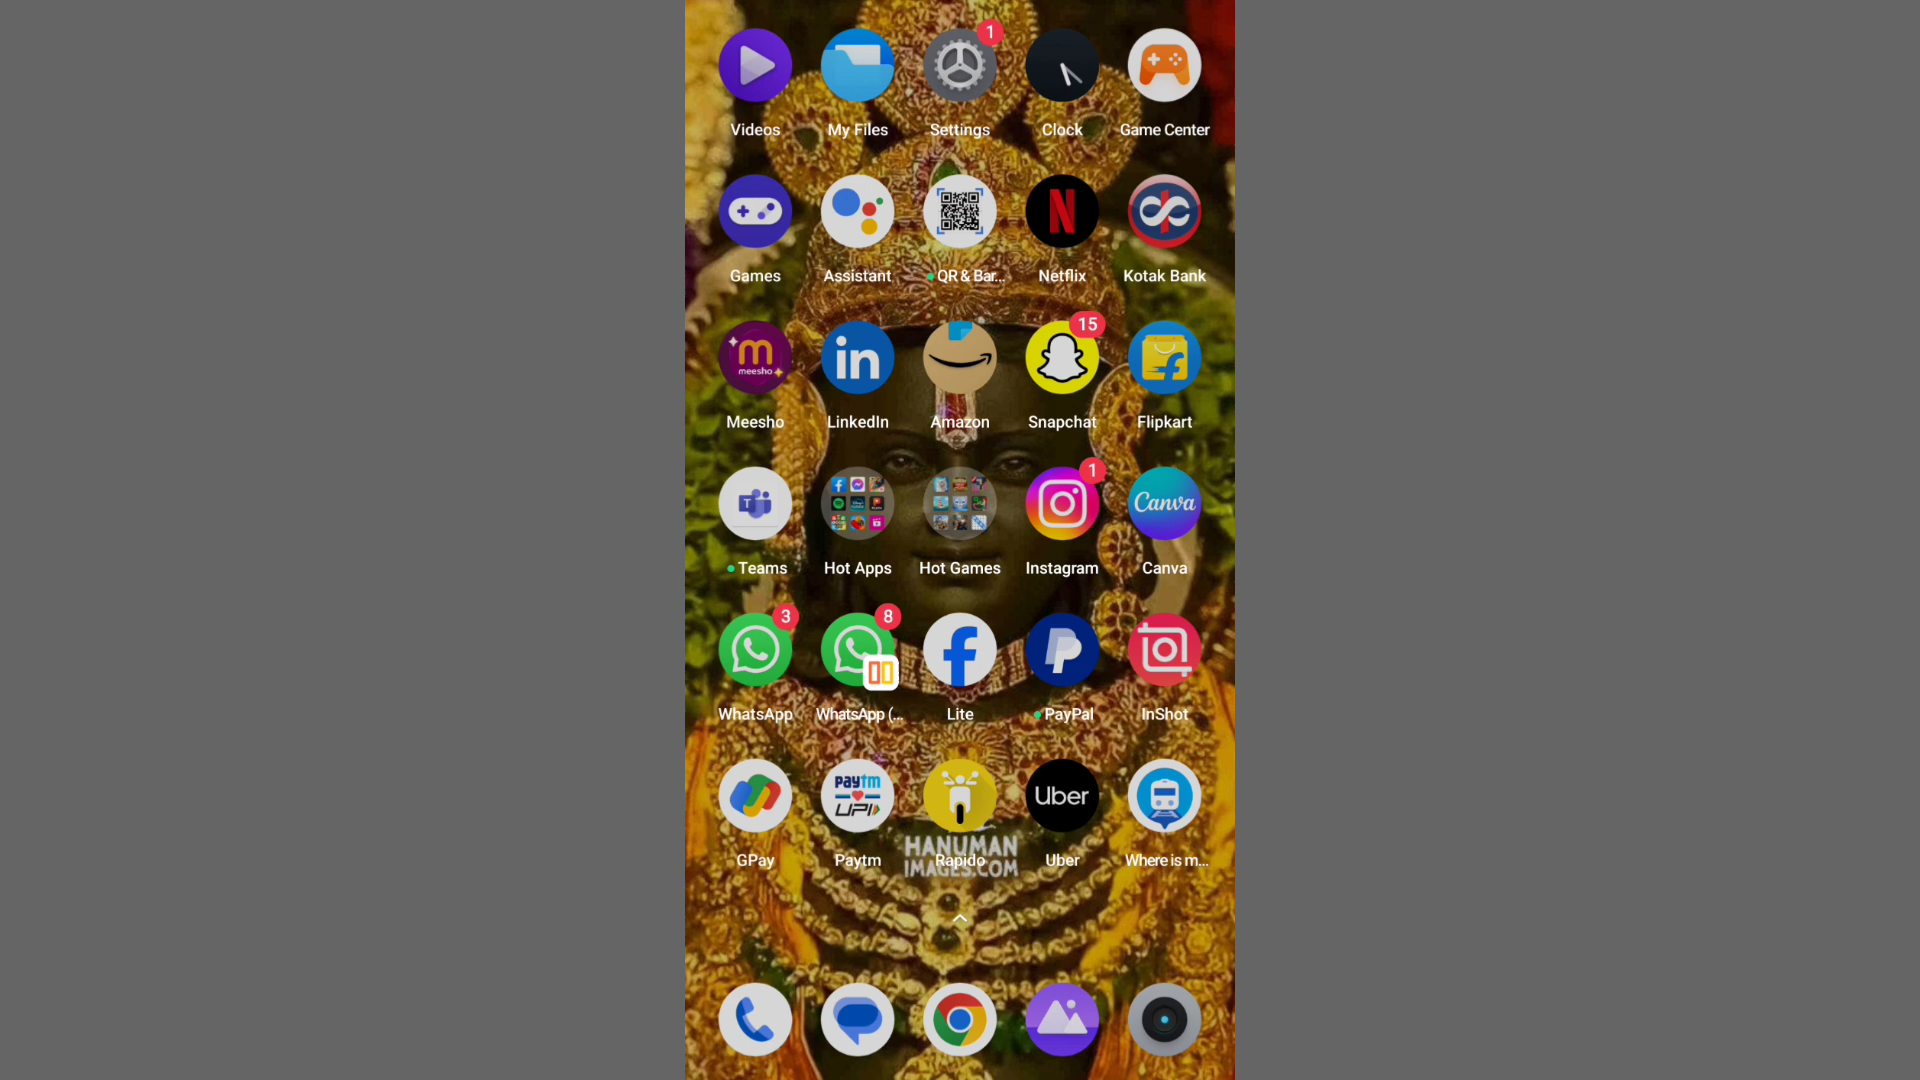 1
Videos My Files Settings Clock Game Center
Games Assistant QR & Bar... Netflix Kotak Bank
meesho
15
Meesho LinkedIn Amazon Snapchat Flipkart
1
Canva
Teams Hot Apps Hot Games Instagram Canva
3 8
WhatsApp WhatsApp (... Lite PayPal InShot
paytm
UPI
Uber
HANUMAN
IMAGES.COM
GPay Paytm Rapido Uber Where is m...